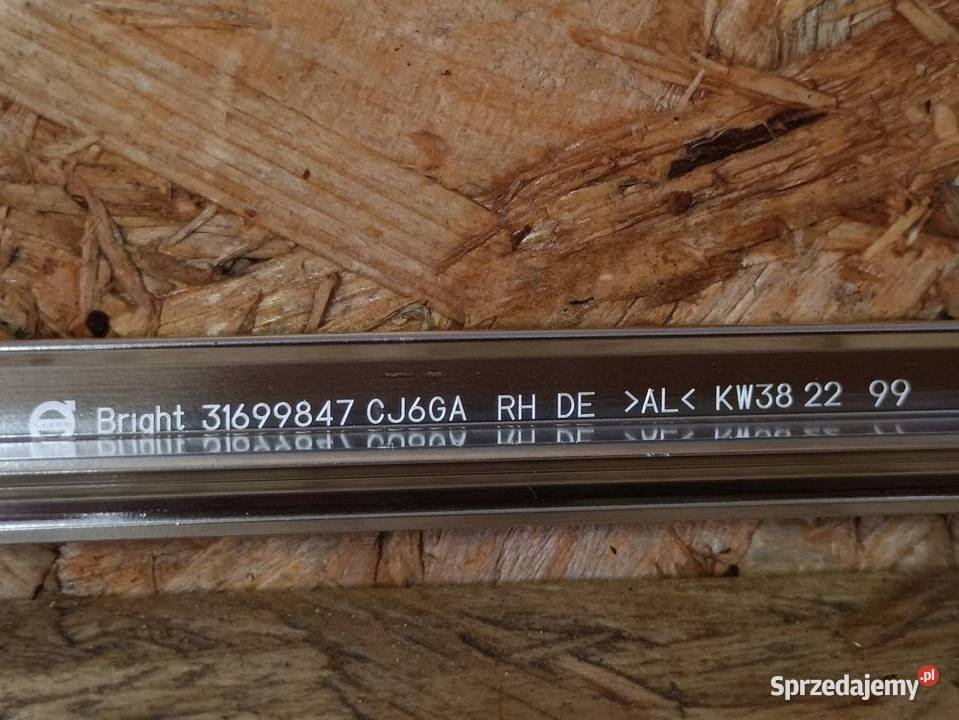 Bright 31699847 CJ6GA RH DE >AL< KW38 22 99
Sprzedajemy.pl